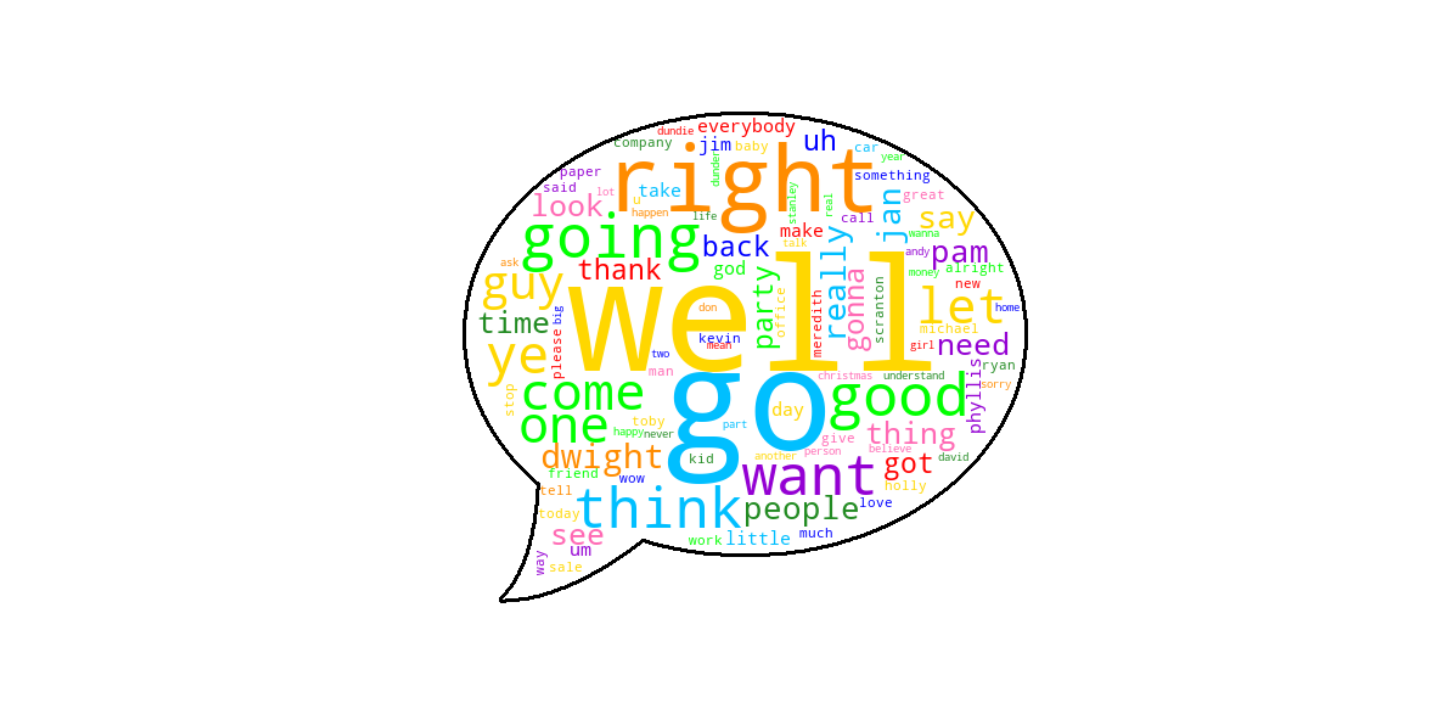 dundie everybody
company jim baby uh car
year
right
paper dunder something
said lot take stanley real jan great
look u happen life call say
going back make really wanna
talk andy pam
ask thank god alright
guy party office gonna money
well
meredith scranton new let
time big don home
please kevin michael
ye two mean girl need
man christmas understand ryan
stop come go good phyllis sorry
day
one toby part
happy never give thing
dwight kid another person believe david
friend want got
tell wow holly
today think people love
see work little much
way um
sale